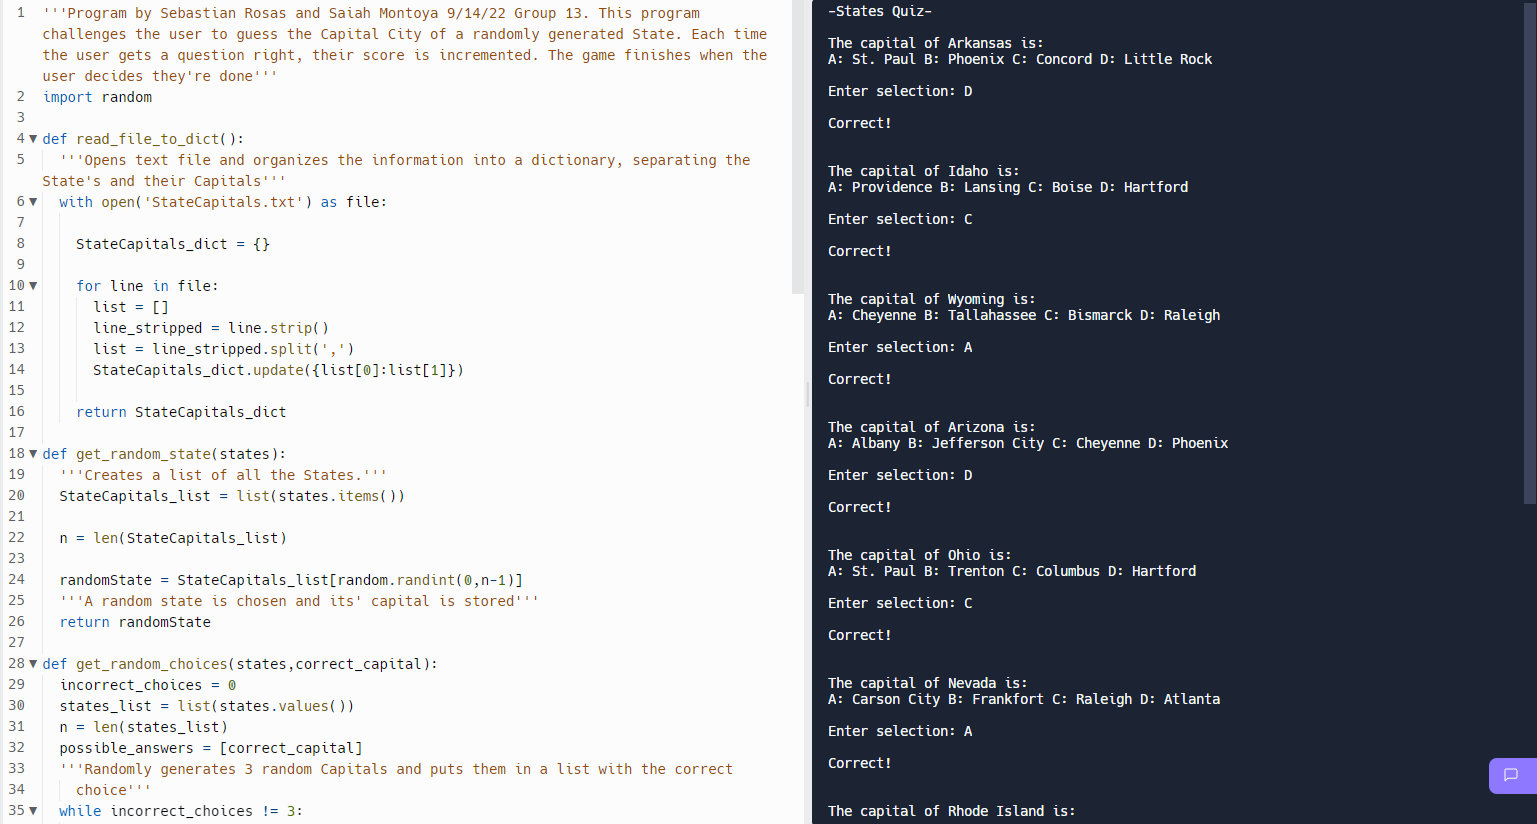 1 '''Program by Sebastian Rosas and Saiah Montoya 9/14/22 Group 13. This program
challenges the user to guess the Capital City of a randomly generated State. Each time
the user gets a question right, their score is incremented. The game finishes when the
user decides they're done'''
2 import random
3
4 def read_file_to_dict():
5 '''Opens text file and organizes the information into a dictionary, separating the
State's and their Capitals'''
6 with open('StateCapitals.txt') as file:
7
8 StateCapitals_dict = {}
9
10 for line in file:
11 list = []
12 line_stripped = line.strip()
13 list = line_stripped.split(',')
14 StateCapitals_dict.update({list[0]:list[1]})
15
16 return StateCapitals_dict
17
18 def get_random_state(states):
19 '''Creates a list of all the States.'''
20 StateCapitals_list = list(states.items())
21
22 n = len(StateCapitals_list)
23
24 randomState = StateCapitals_list[random.randint(0,n-1)]
25 '''A random state is chosen and its' capital is stored'''
26 return randomState
27
28 def get_random_choices(states,correct_capital):
29 incorrect_choices = 0
30 states_list = list(states.values())
31 n = len(states_list)
32 possible_answers = [correct_capital]
33 '''Randomly generates 3 random Capitals and puts them in a list with the correct
34 choice'''
35 while incorrect_choices != 3:
-States Quiz-
The capital of Arkansas is:
A: St. Paul B: Phoenix C: Concord D: Little Rock
Enter selection: D
Correct!
The capital of Idaho is:
A: Providence B: Lansing C: Boise D: Hartford
Enter selection: C
Correct!
The capital of Wyoming is:
A: Cheyenne B: Tallahassee C: Bismarck D: Raleigh
Enter selection: A
Correct!
The capital of Arizona is:
A: Albany B: Jefferson City C: Cheyenne D: Phoenix
Enter selection: D
Correct!
The capital of Ohio is:
A: St. Paul B: Trenton C: Columbus D: Hartford
Enter selection: C
Correct!
The capital of Nevada is:
A: Carson City B: Frankfort C: Raleigh D: Atlanta
Enter selection: A
Correct!
The capital of Rhode Island is: